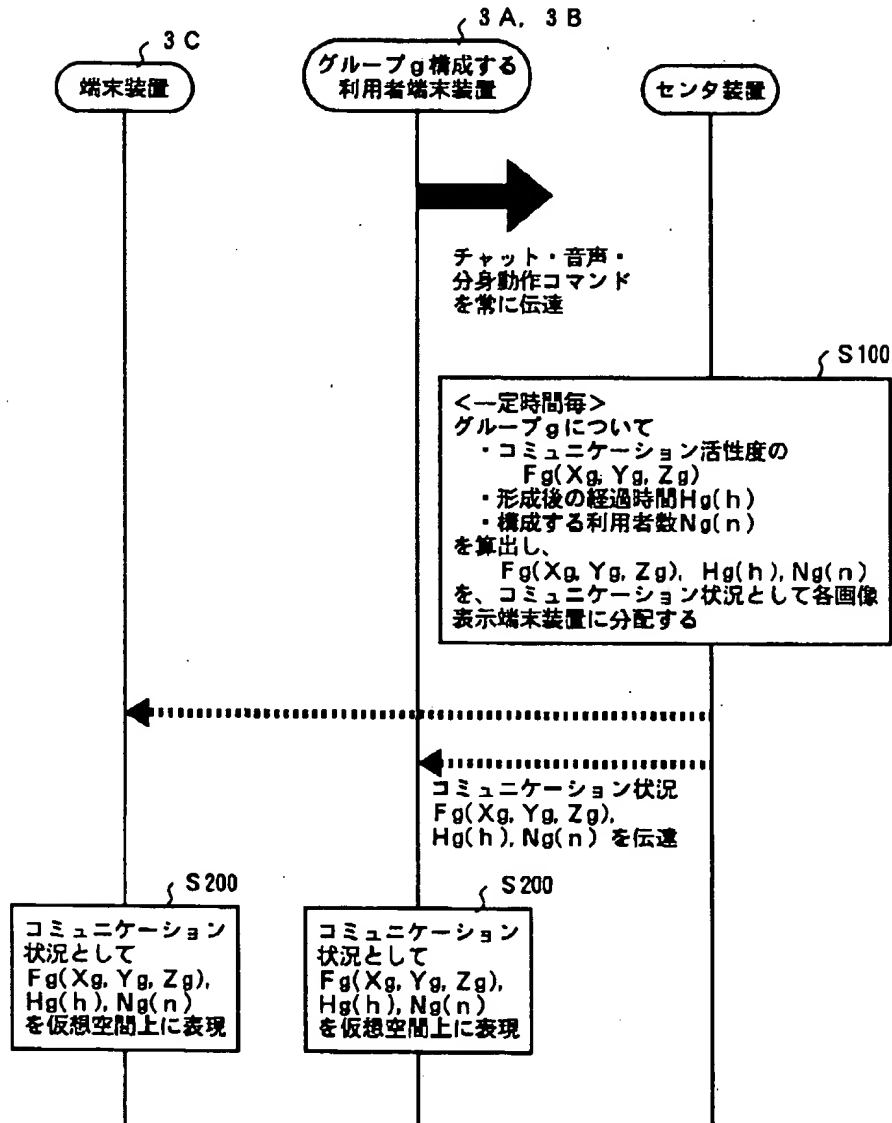 3C
端末装置
3A, 3B
グループg構成する
利用者端末装置
センタ装置
チャット・音声・
分身動作コマンド
を常に伝達
S100
<一定時間毎>
グループgについて
・コミュニケーション活性度の
Fg(Xg, Yg, Zg)
・形成後の経過時間Hg(h)
・構成する利用者数Ng(n)
を算出し、
Fg(Xg, Yg, Zg), Hg(h), Ng(n)
を、コミュニケーション状況として各画像
表示端末装置に分配する
コミュニケーション状況
Fg(Xg, Yg, Zg),
Hg(h), Ng(n) を伝達
S200
コミュニケーション
状況として
Fg(Xg, Yg, Zg),
Hg(h), Ng(n)
を仮想空間上に表現
S200
コミュニケーション
状況として
Fg(Xg, Yg, Zg),
Hg(h), Ng(n)
を仮想空間上に表現